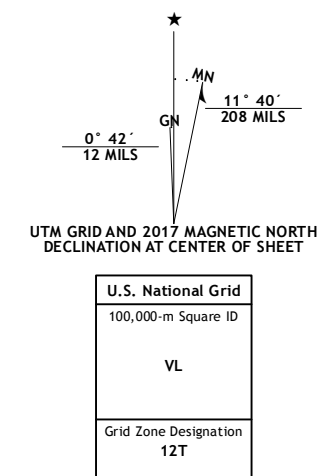 MN
GN
11° 40´
208 MILS
0° 42´
12 MILS
UTM GRID AND 2017 MAGNETIC NORTH
DECLINATION AT CENTER OF SHEET
U.S. National Grid
100,000-m Square ID
VL
Grid Zone Designation
12T